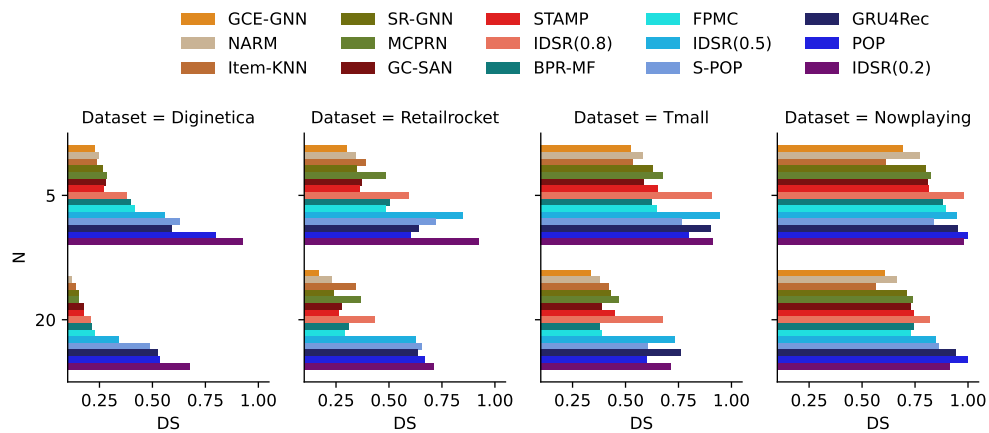 GCE-GNN SR-GNN STAMP FPMC GRU4Rec
NARM MCPRN IDSR(0.8) IDSR(0.5) POP
Item-KNN GC-SAN BPR-MF S-POP IDSR(0.2)
Dataset = Diginetica Dataset = Retailrocket Dataset = Tmall Dataset = Nowplaying
5
N
20
0.25 0.50 0.75 1.00 0.25 0.50 0.75 1.00 0.25 0.50 0.75 1.00 0.25 0.50 0.75 1.00
DS DS DS DS